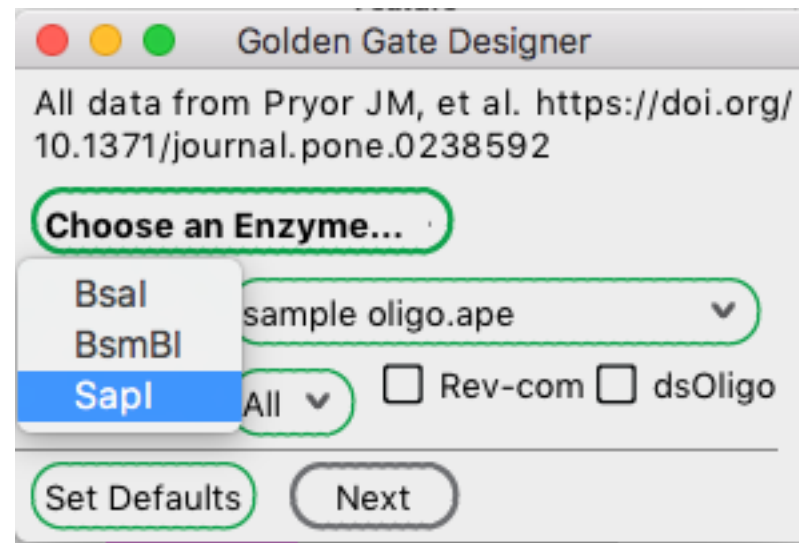 Golden Gate Designer
All data from Pryor JM, et al. https://doi.org/
10.1371/journal.pone.0238592
Choose an Enzyme...
BsaI
sample oligo.ape
BsmBI
SapI
All
Rev-com
dsOligo
Set Defaults
Next